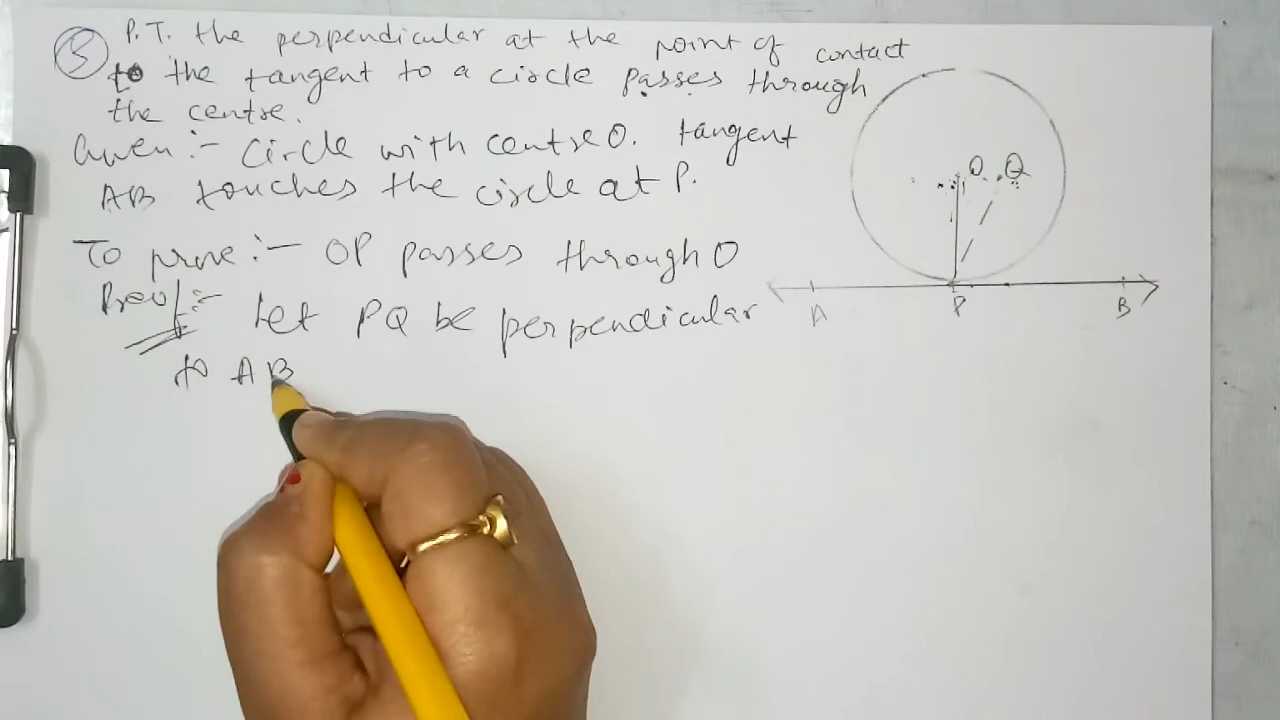 5 P.T. the perpendicular at the point of contact
to the tangent to a circle passes through
the centre.
Given :- Circle with centre O. tangent
AB touches the circle at P.
To prove :- OP passes through O
Proof :- Let PQ be perpendicular
to AB
O Q
A P B